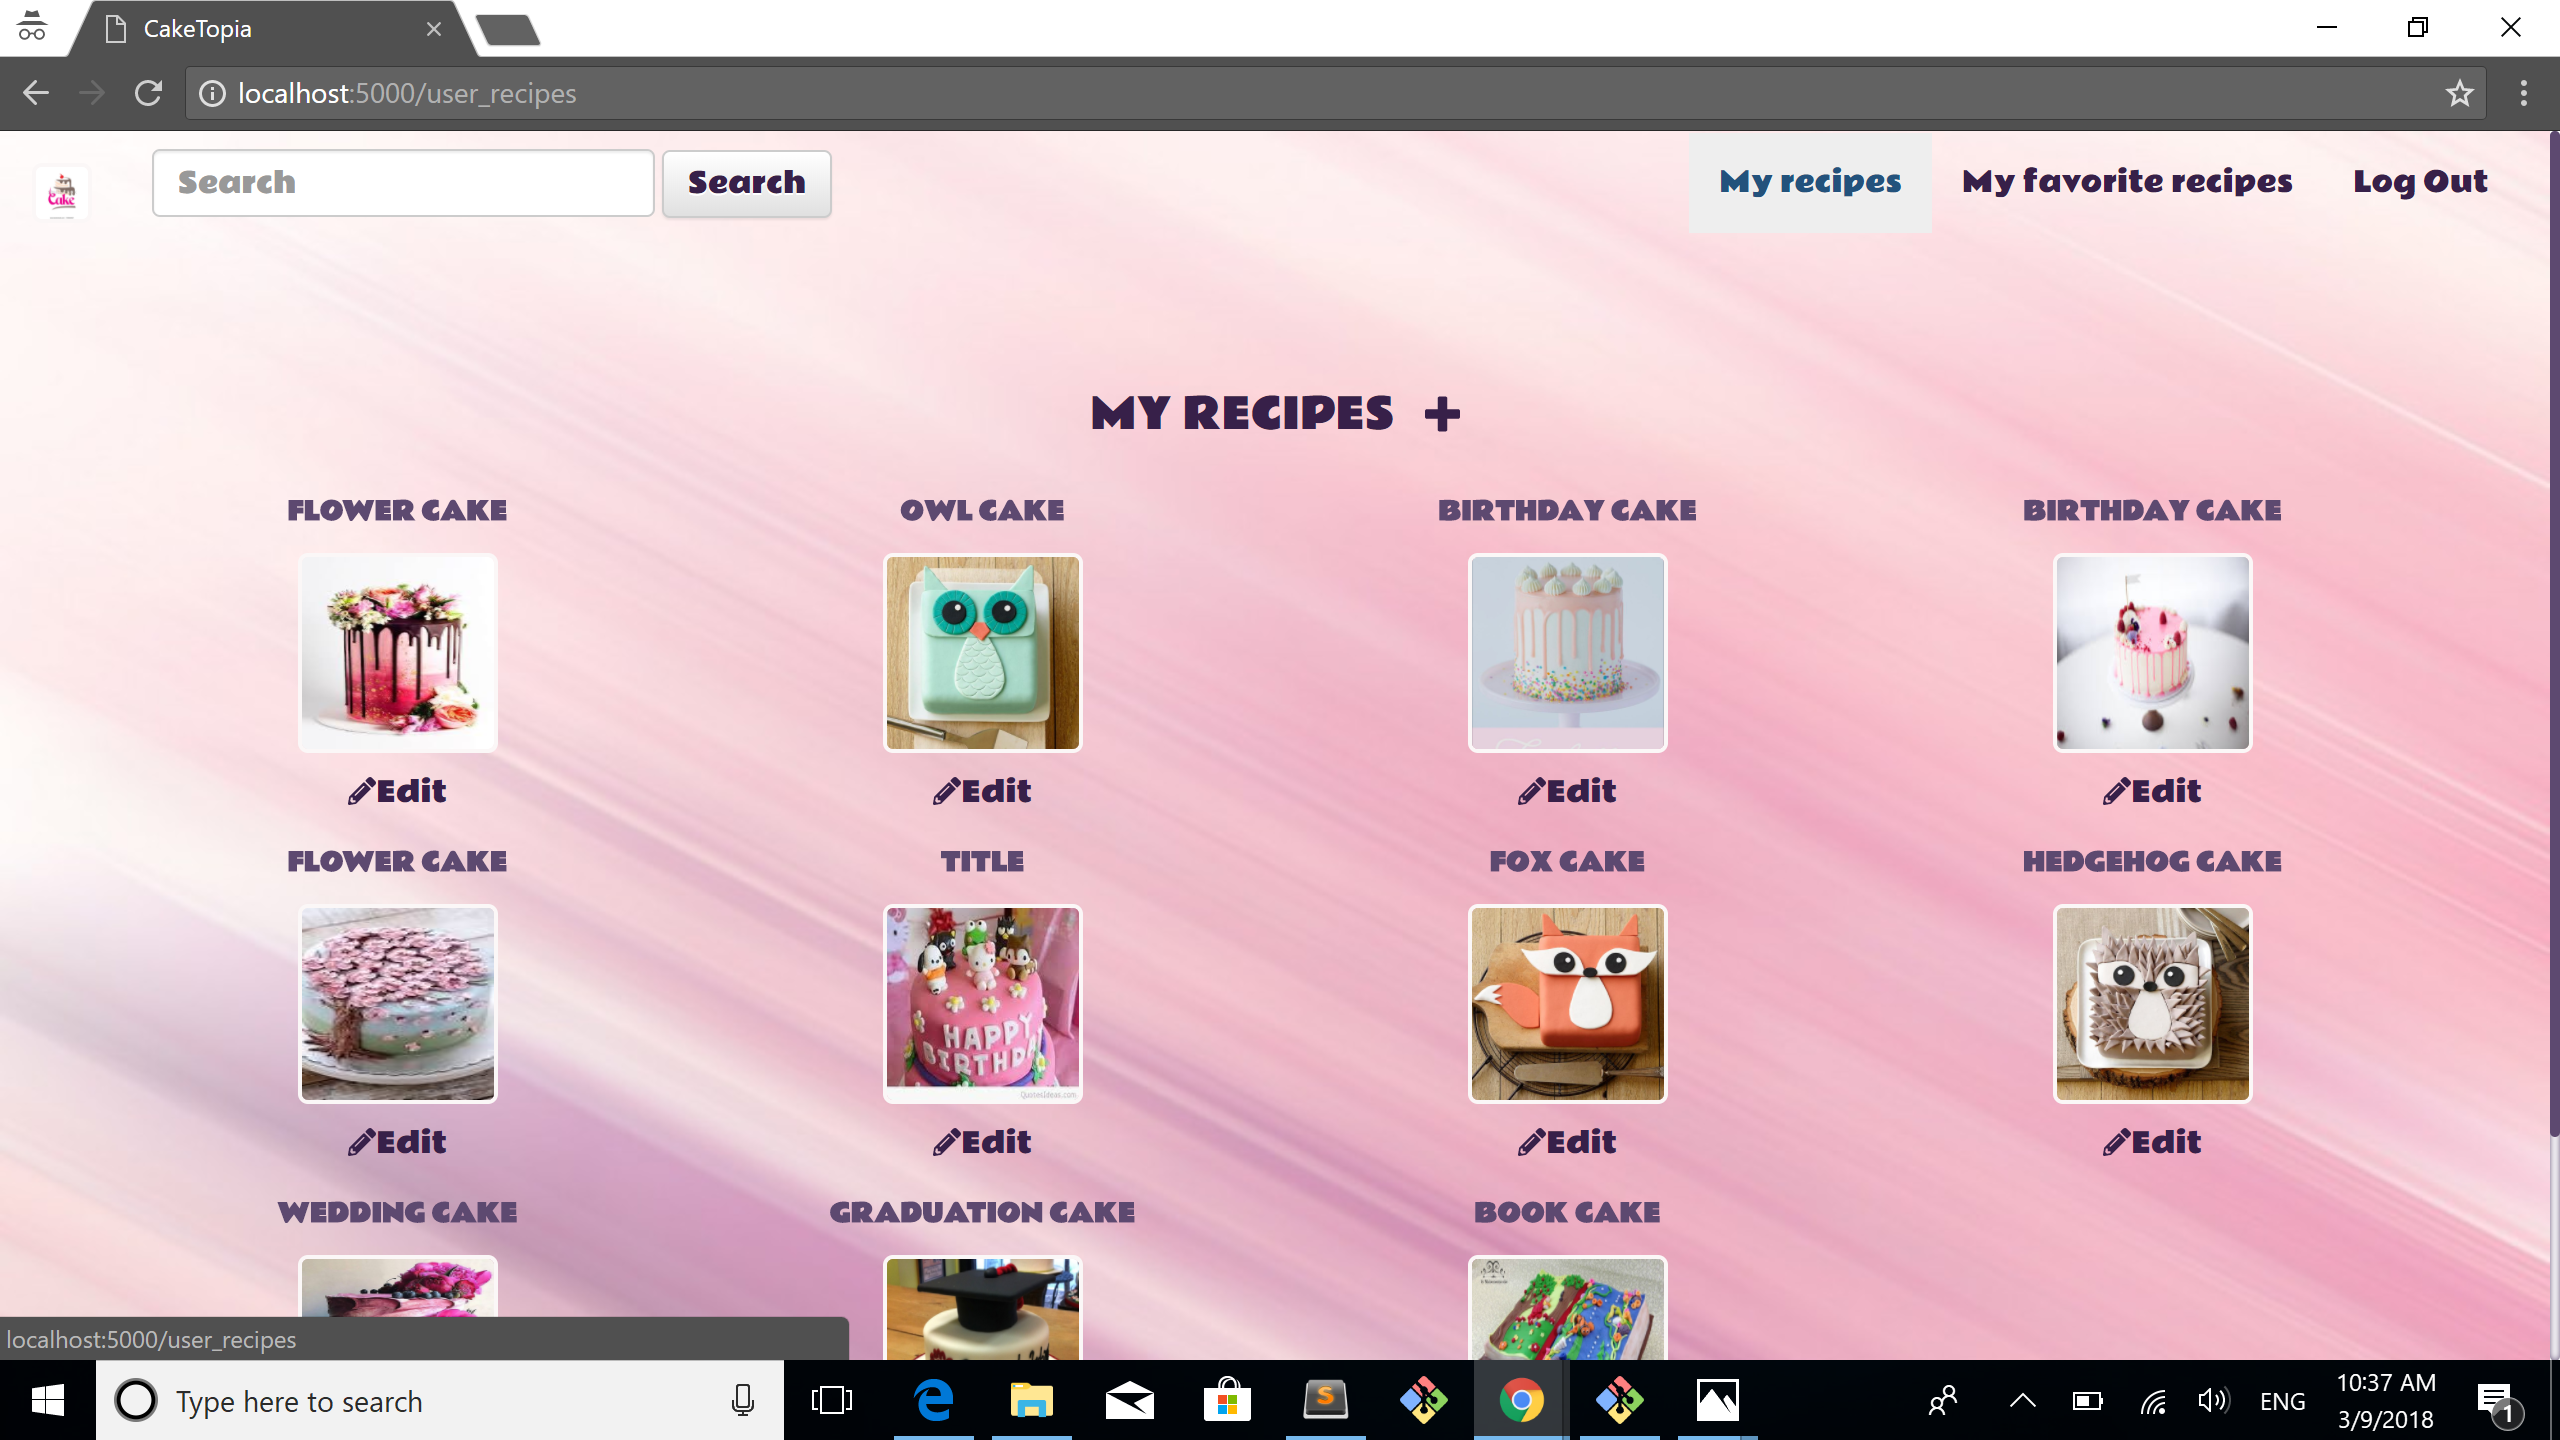 CakeTopia
localhost:5000/user_recipes
Cake
Search
Search
My recipes
My favorite recipes
Log Out
MY RECIPES +
FLOWER CAKE
OWL CAKE
BIRTHDAY CAKE
BIRTHDAY CAKE
Edit
Edit
Edit
Edit
FLOWER CAKE
TITLE
FOX CAKE
HEDGEHOG CAKE
HAPPY
BIRTHDA
QuotesIdeas.com
Edit
Edit
Edit
Edit
WEDDING CAKE
GRADUATION CAKE
BOOK CAKE
localhost:5000/user_recipes
Type here to search
S
ENG
10:37 AM
3/9/2018
1